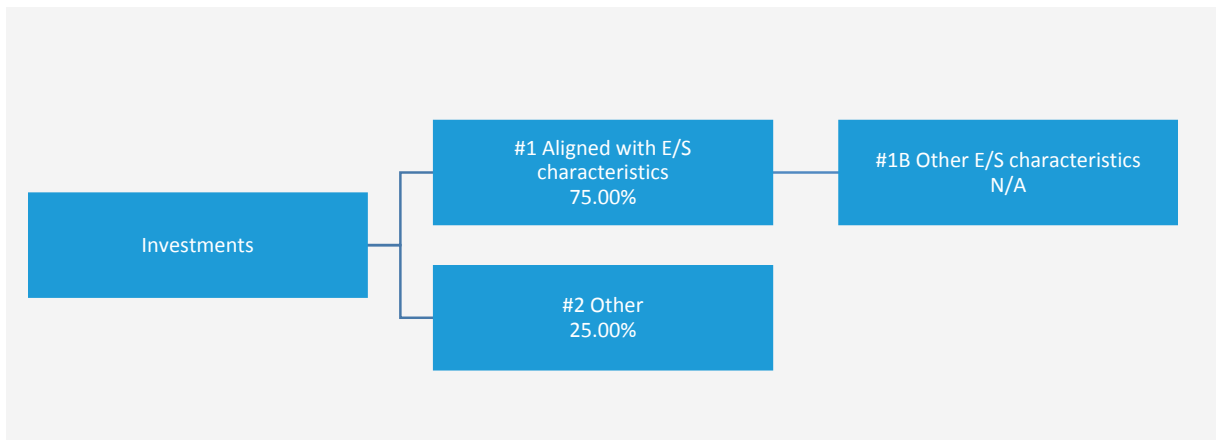 Investments
#1 Aligned with E/S
characteristics
75.00%
#1B Other E/S characteristics
N/A
#2 Other
25.00%